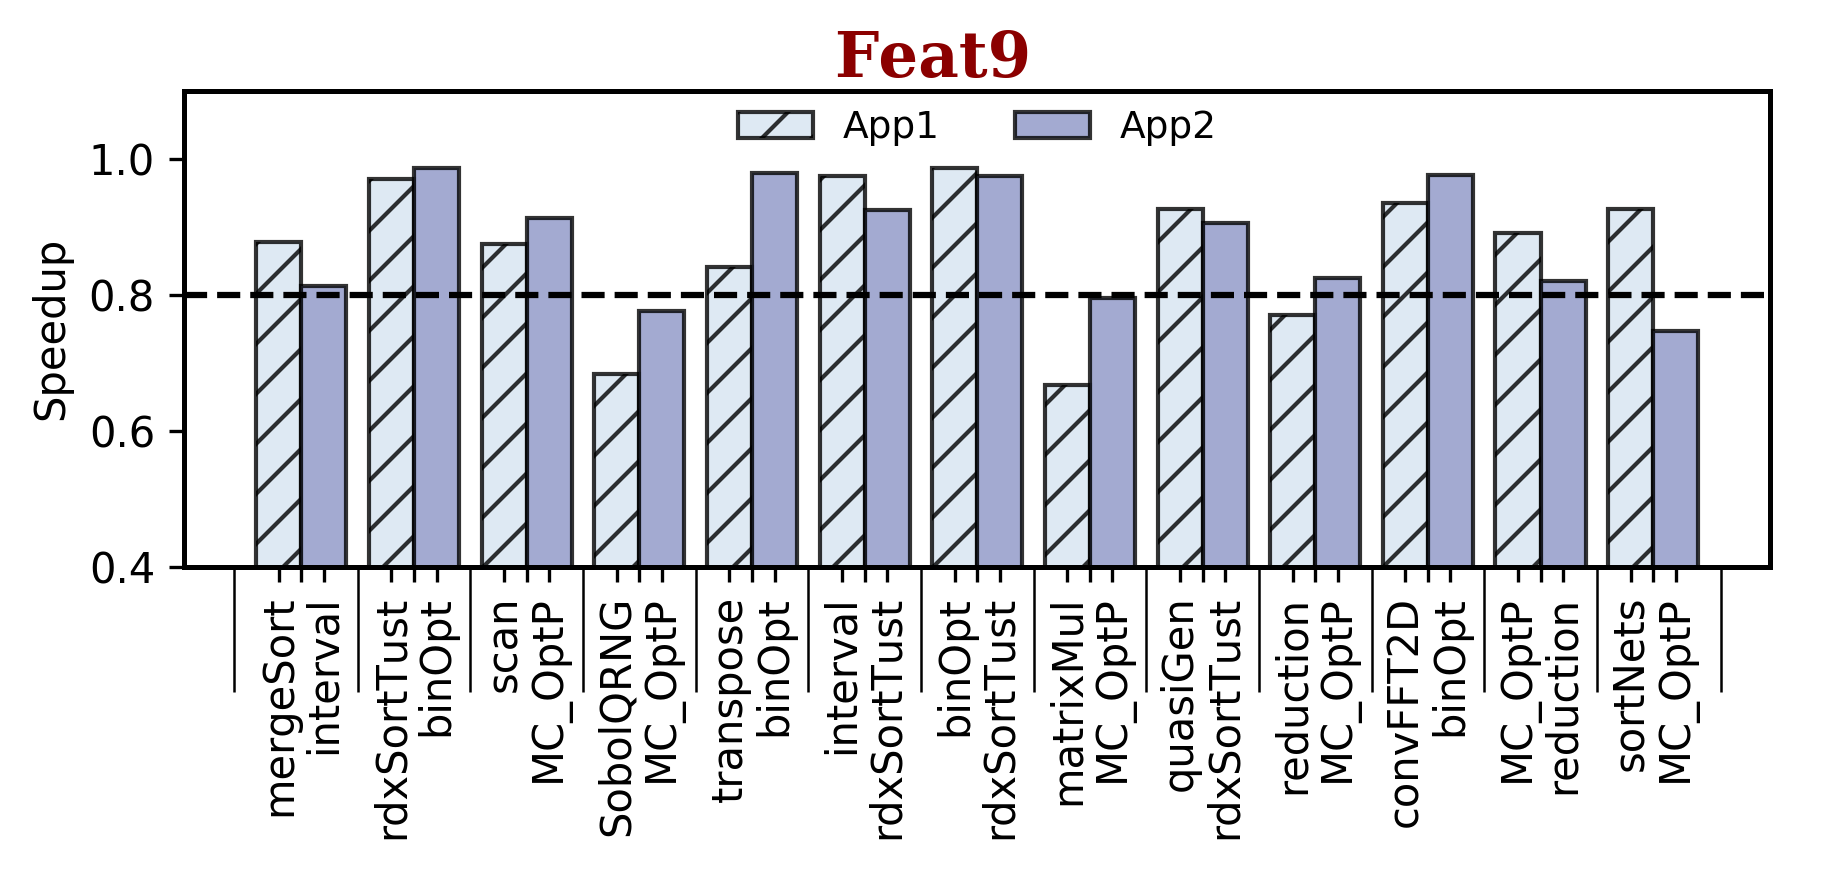 Feat9
App1 App2
Speedup
1.0
0.8
0.6
0.4
mergeSort
interval
rdxSortTust
binOpt
scan
MC_OptP
SobolQRNG
MC_OptP
transpose
binOpt
interval
rdxSortTust
binOpt
rdxSortTust
matrixMul
MC_OptP
quasiGen
rdxSortTust
reduction
MC_OptP
convFFT2D
binOpt
MC_OptP
reduction
sortNets
MC_OptP